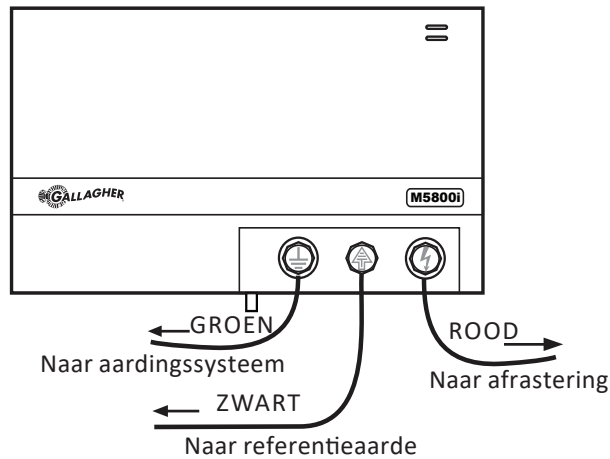 GALLAGHER
M5800i
GROEN
ROOD
Naar aardingssysteem
Naar afrastering
ZWART
Naar referentieaarde